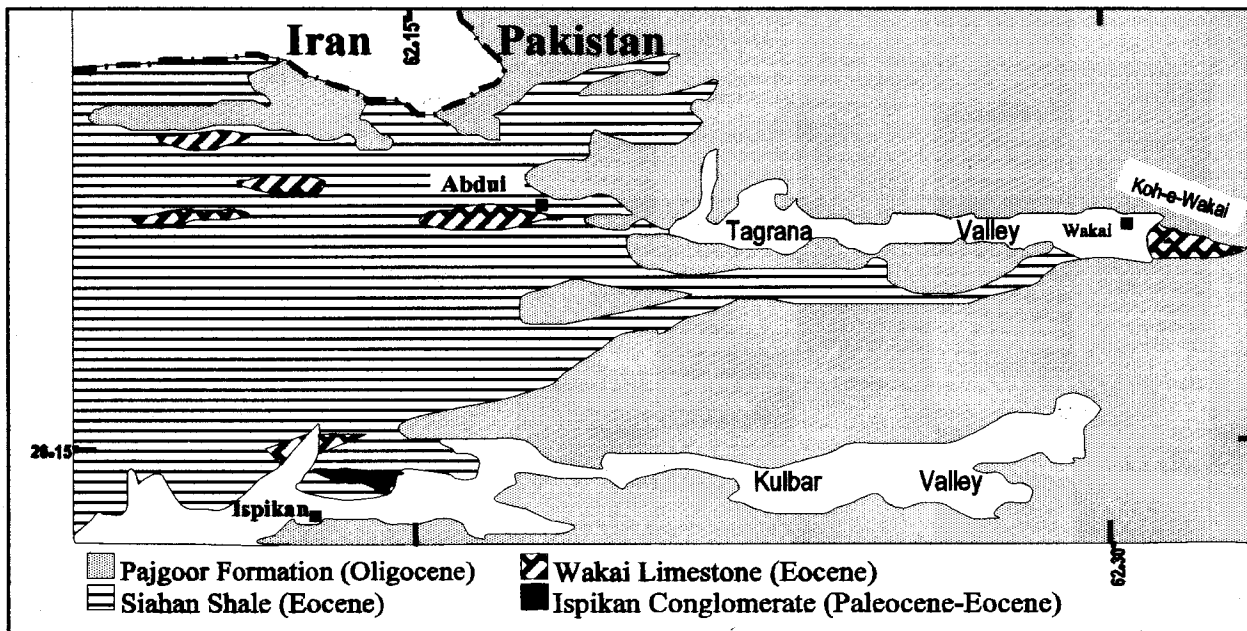 Iran
62.15
Pakistan
Abdui
Koh-e-Wakai
Tagrana Valley
Wakai
26.15
Kulbar Valley
Ispikan
62.30
Pajgoor Formation (Oligocene)
Wakai Limestone (Eocene)
Siahan Shale (Eocene)
Ispikan Conglomerate (Paleocene-Eocene)